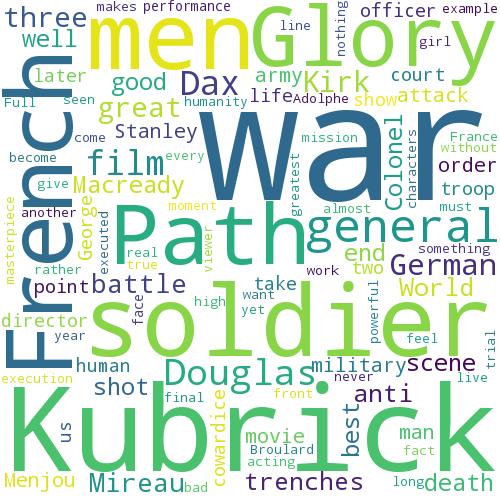 makes performance
officer example
three men Glory
line nothing girl
well Dax army Kirk court
later good
Full seen humanity life Adolphe show attack
great
French war Colonel characters
come Stanley mission France
become every greatest without
film order
give Macready almost must troop
another Path general
masterpiece George executed moment viewer
rather real true end German something
point battle work two World
director face take
year high want yet soldier powerful feel trial
human Douglas military scene
execution shot never live
us final cowardice front anti
Kubrick
movie best man
Broulard fact
acting
Menjou Mireau bad trenches long death